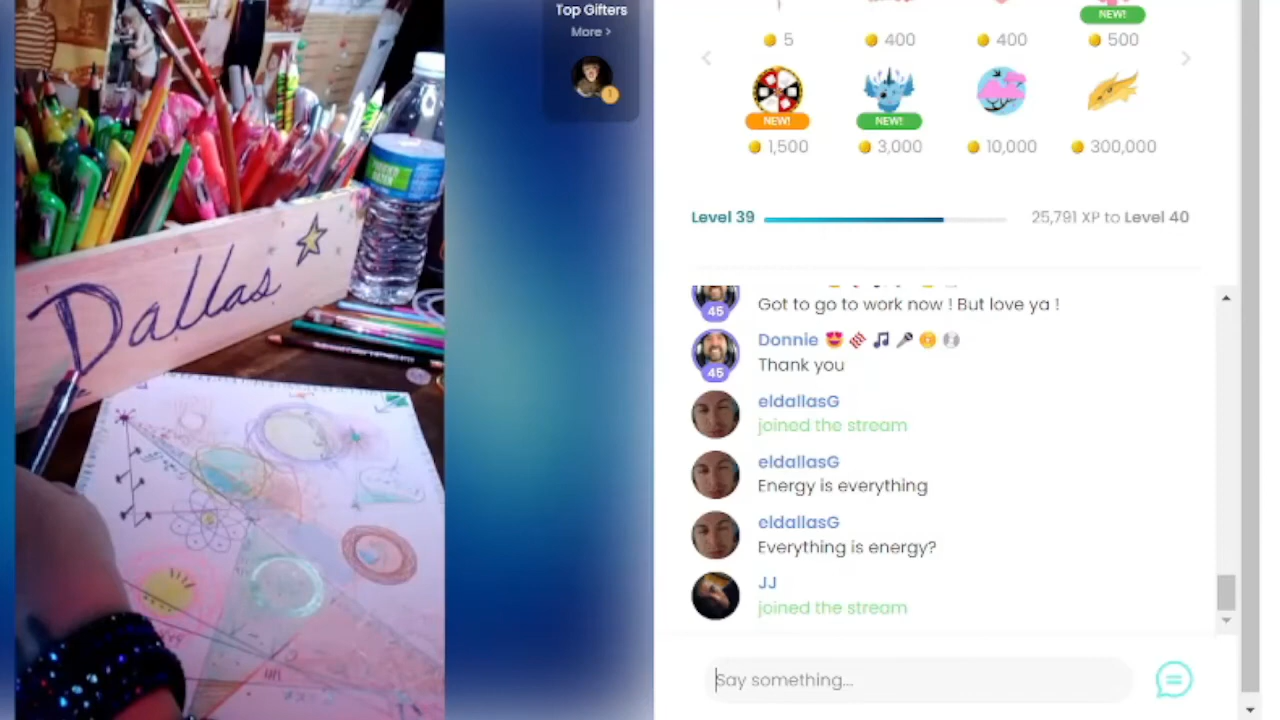 Top Gifters
More >
1
Dallas
NEW!
5
400
400
500
NEW!
NEW!
1,500
3,000
10,000
300,000
Level 39
25,791 XP to Level 40
45
Got to go to work now ! But love ya !
Donnie
45
Thank you
eldallasG
joined the stream
eldallasG
Energy is everything
eldallasG
Everything is energy?
JJ
joined the stream
Say something...